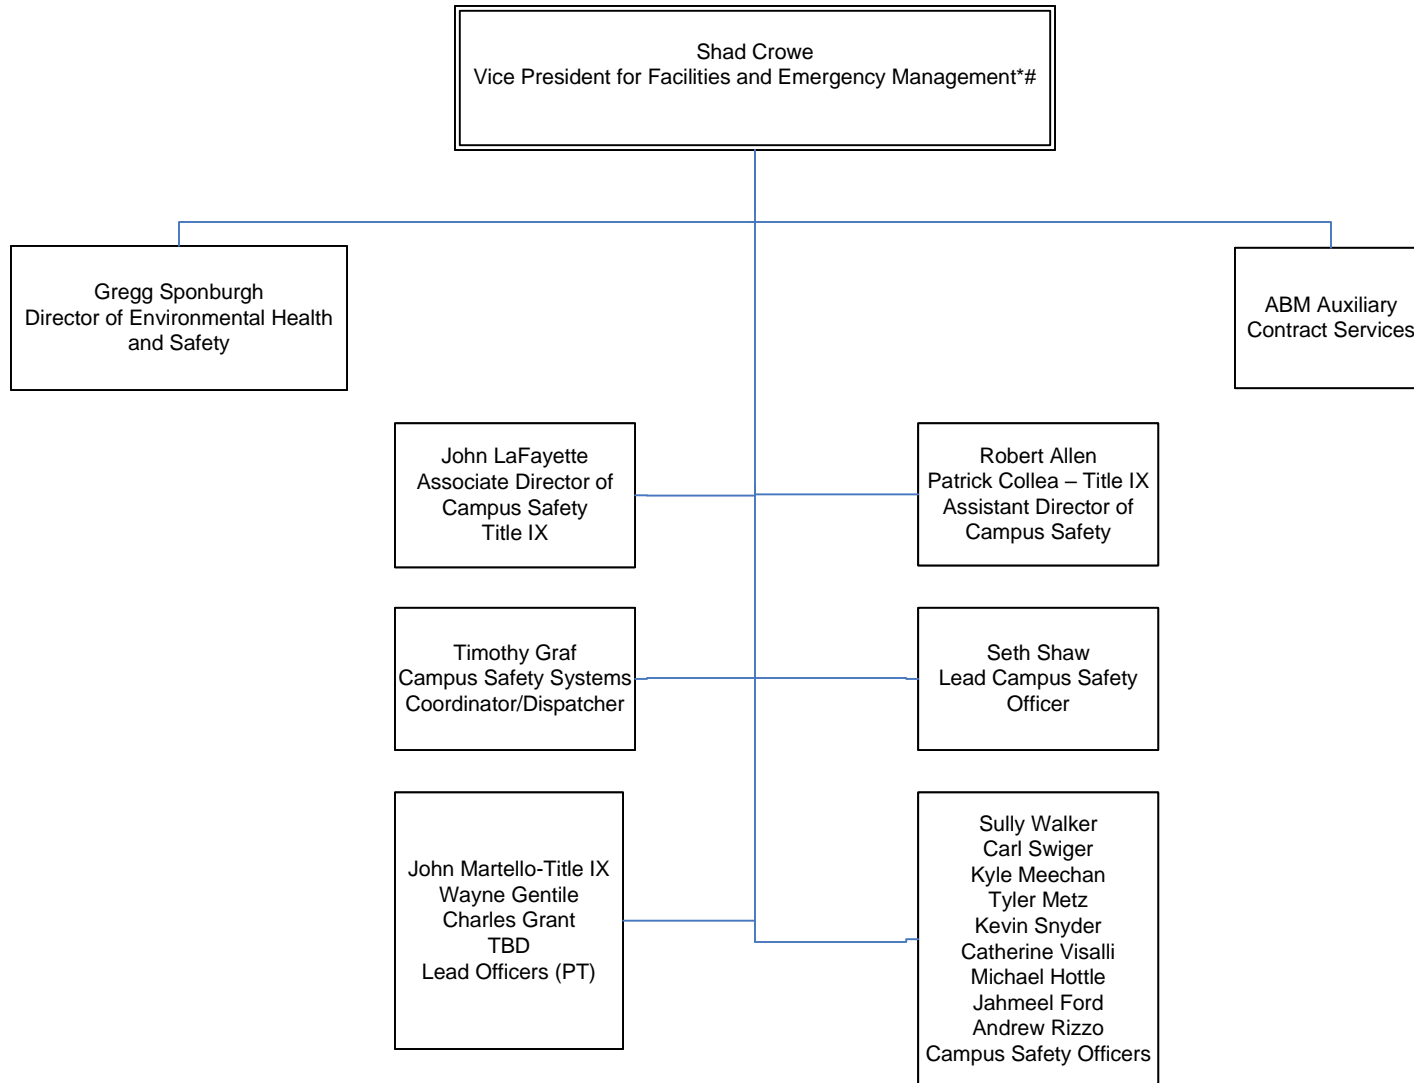 Shad Crowe
Vice President for Facilities and Emergency Management*#
Gregg Sponburgh
Director of Environmental Health
and Safety
ABM Auxiliary
Contract Services
John LaFayette
Associate Director of
Campus Safety
Title IX
Robert Allen
Patrick Collea – Title IX
Assistant Director of
Campus Safety
Timothy Graf
Campus Safety Systems
Coordinator/Dispatcher
Seth Shaw
Lead Campus Safety
Officer
John Martello-Title IX
Wayne Gentile
Charles Grant
TBD
Lead Officers (PT)
Sully Walker
Carl Swiger
Kyle Meechan
Tyler Metz
Kevin Snyder
Catherine Visalli
Michael Hottle
Jahmeel Ford
Andrew Rizzo
Campus Safety Officers